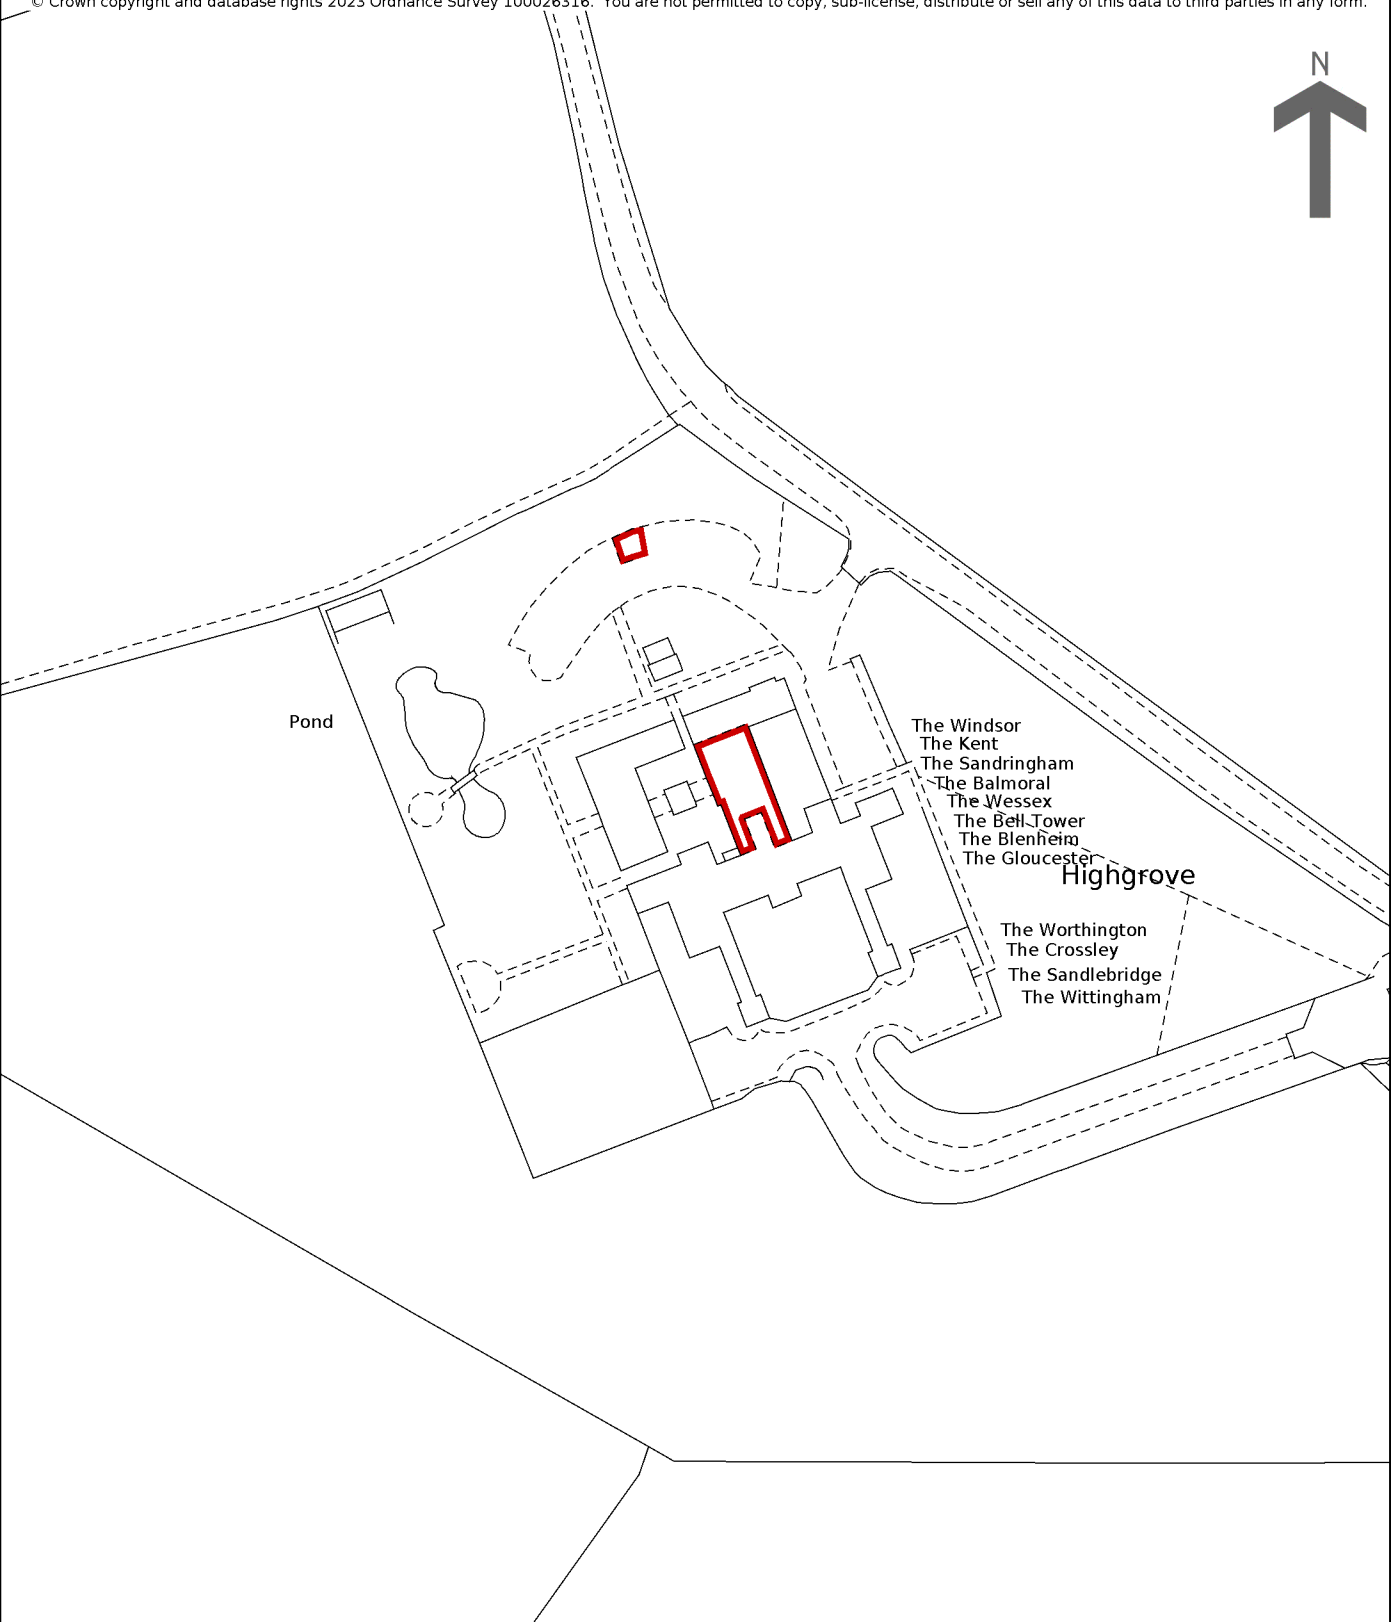 © Crown copyright and database rights 2023 Ordnance Survey 100026316. You are not permitted to copy, sub-license, distribute or sell any of this data to third parties in any form.
N
Pond
The Windsor
The Kent
The Sandringham
The Balmoral
The Wessex
The Bell Tower
The Blenheim
The Gloucester
Highgrove
The Worthington
The Crossley
The Sandlebridge
The Wittingham